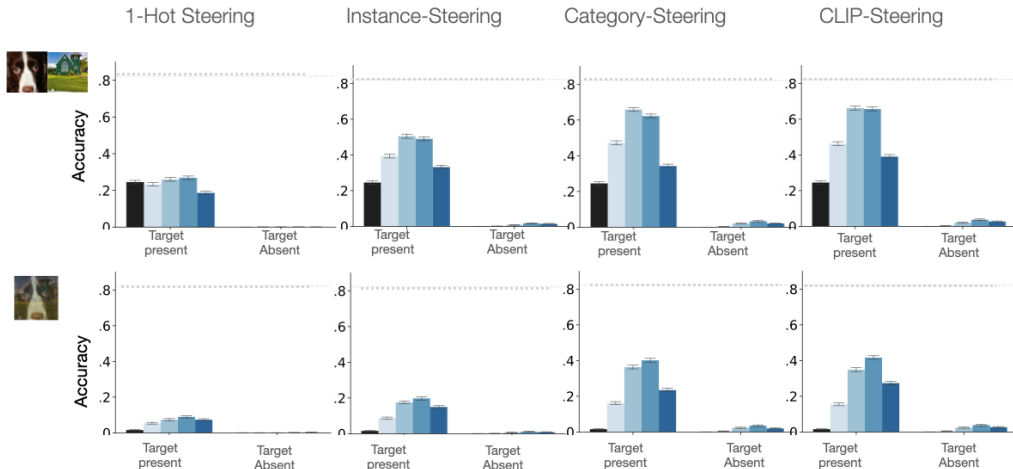 1-Hot Steering
Instance-Steering
Category-Steering
CLIP-Steering
Accuracy
.8
.6
.4
.2
0
Target
present
Target
Absent
.8
.6
.4
.2
.0
Target
present
Target
Absent
.8
.6
.4
.2
.0
Target
present
Target
Absent
.8
.6
.4
.2
.0
Target
present
Target
Absent
Accuracy
.8
.6
.4
.2
.0
Target
present
Target
Absent
.8
.6
.4
.2
.0
Target
present
Target
Absent
.8
.6
.4
.2
.0
Target
present
Target
Absent
.8
.6
.4
.2
.0
Target
present
Target
Absent